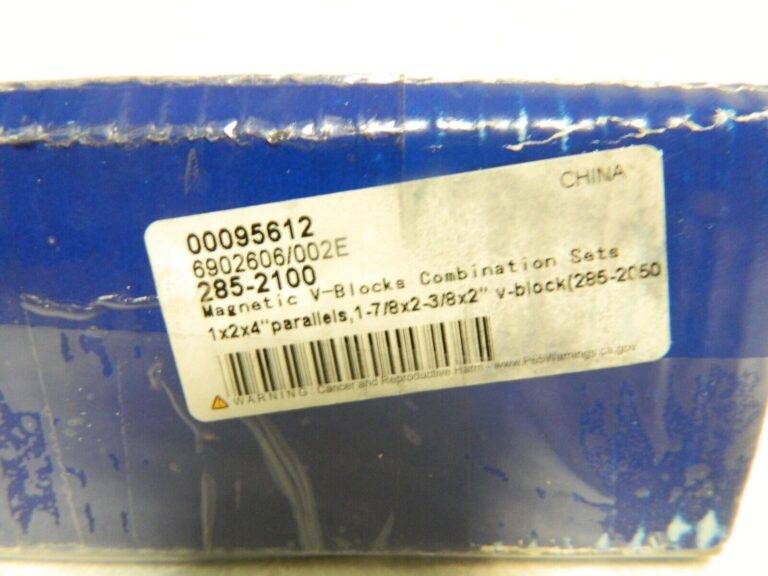 CHINA
00095612
6902606/002E
285-2100
Magnetic V-Blocks Combination Sets
1x2x4"parallels,1-7/8x2-3/8x2" v-block(285-2050
WARNING: Cancer and Reproductive Harm - www.P65Warnings.ca.gov